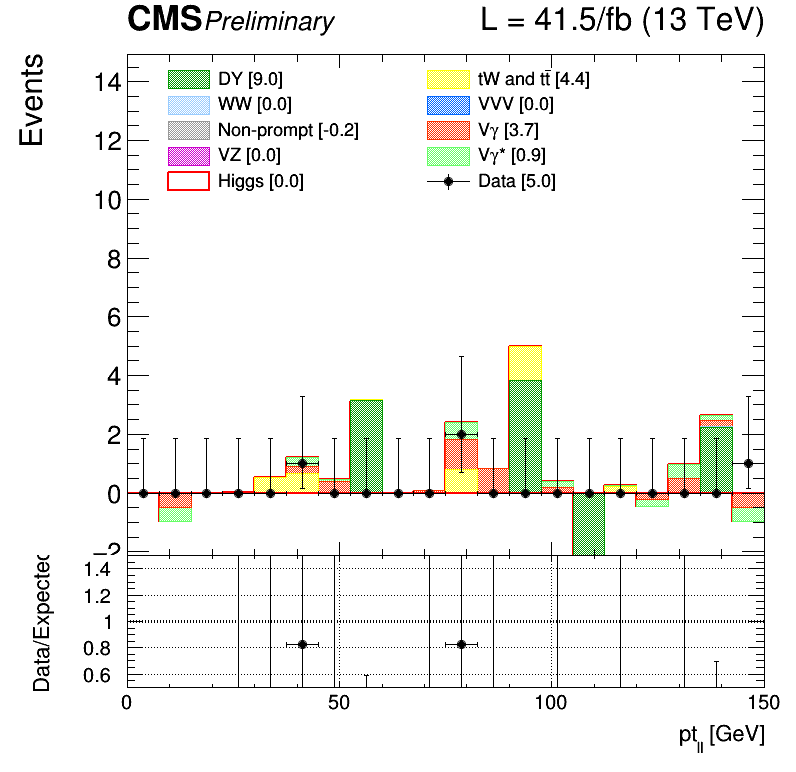 CMS Preliminary L = 41.5/fb (13 TeV)
Events
14
12
10
8
6
4
2
0
−2
DY [9.0]
WW [0.0]
Non-prompt [-0.2]
VZ [0.0]
Higgs [0.0]
tW and tt̄ [4.4]
VVV [0.0]
Vγ [3.7]
Vγ* [0.9]
Data [5.0]
Data/Expected
1.4
1.2
1
0.8
0.6
0 50 100 150
pt_ll [GeV]